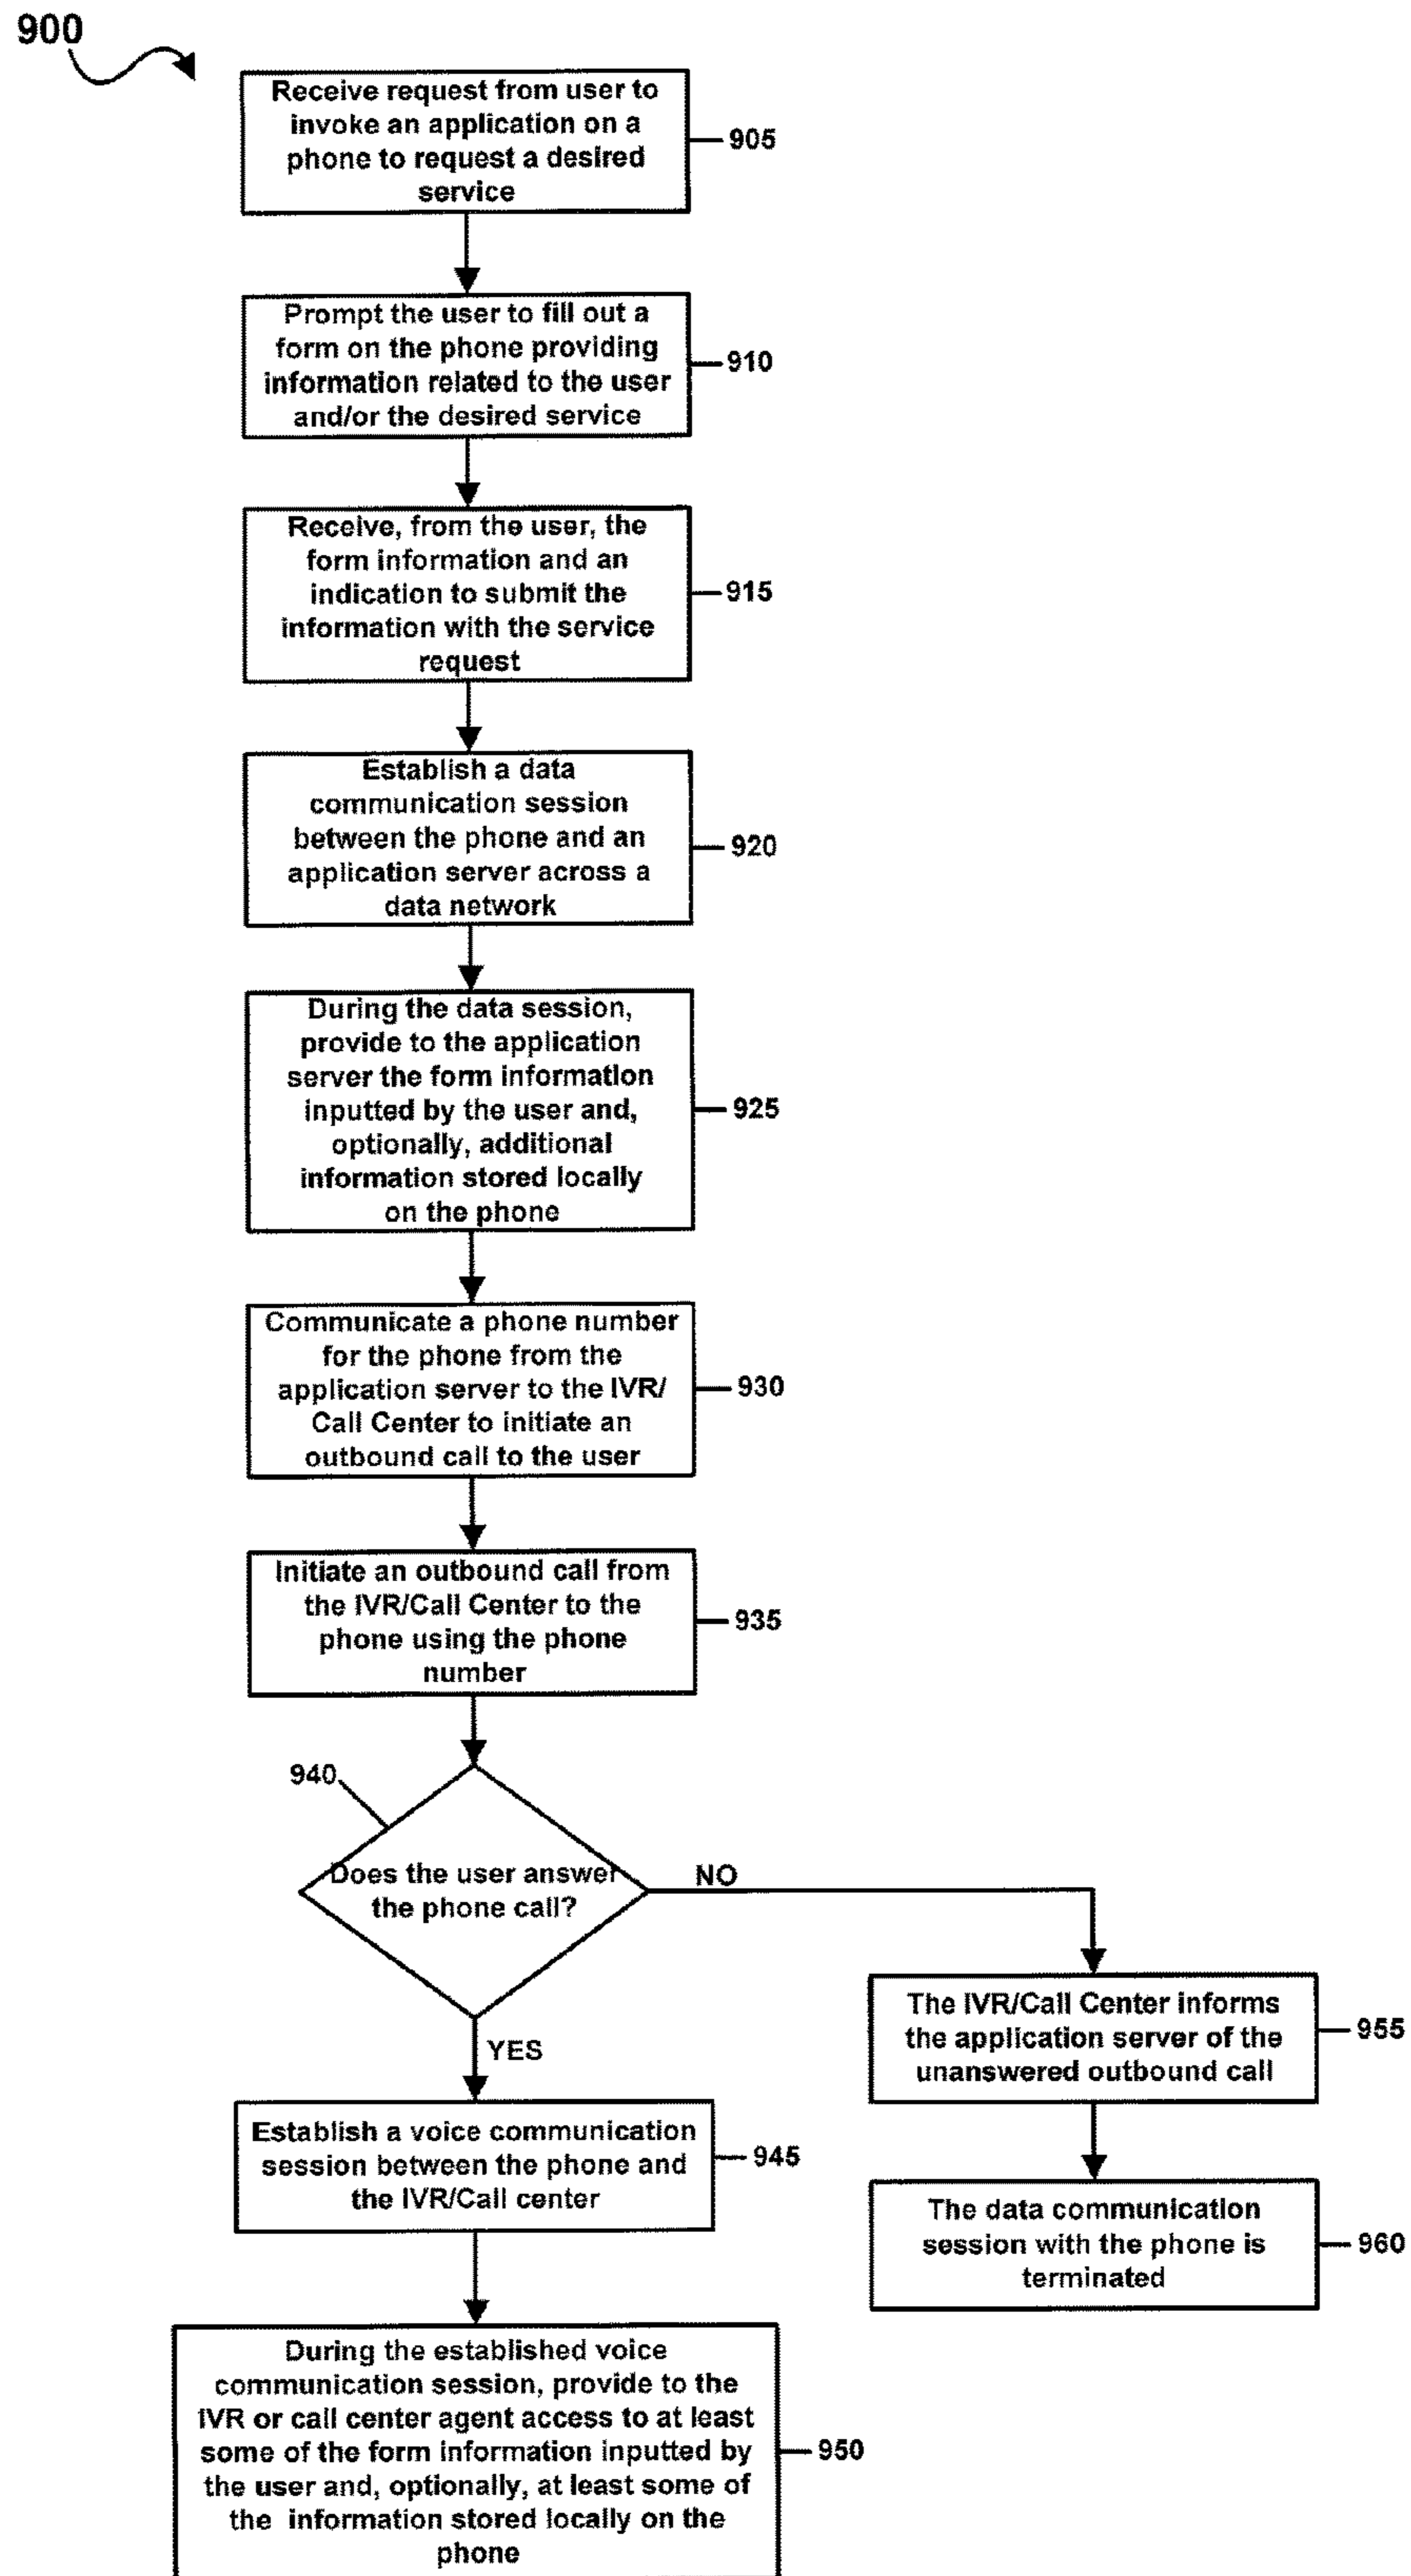 900
Receive request from user to
invoke an application on a
phone to request a desired
service
905
Prompt the user to fill out a
form on the phone providing
information related to the user
and/or the desired service
910
Receive, from the user, the
form information and an
indication to submit the
information with the service
request
915
Establish a data
communication session
between the phone and an
application server across a
data network
920
During the data session,
provide to the application
server the form information
inputted by the user and,
optionally, additional
information stored locally
on the phone
925
Communicate a phone number
for the phone from the
application server to the IVR/
Call Center to initiate an
outbound call to the user
930
Initiate an outbound call from
the IVR/Call Center to the
phone using the phone
number
935
940
Does the user answer
the phone call?
NO
YES
The IVR/Call Center informs
the application server of the
unanswered outbound call
955
Establish a voice communication
session between the phone and
the IVR/Call center
945
The data communication
session with the phone is
terminated
960
During the established voice
communication session, provide to the
IVR or call center agent access to at least
some of the form information inputted by
the user and, optionally, at least some of
the information stored locally on the
phone
950